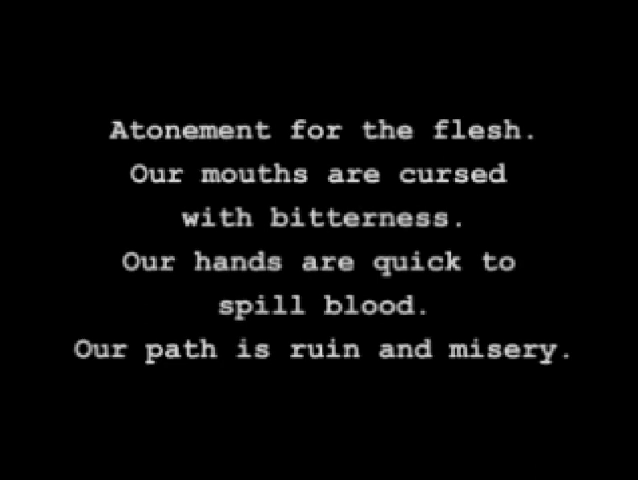 Atonement for the flesh.
Our mouths are cursed
with bitterness.
Our hands are quick to
spill blood.
Our path is ruin and misery.